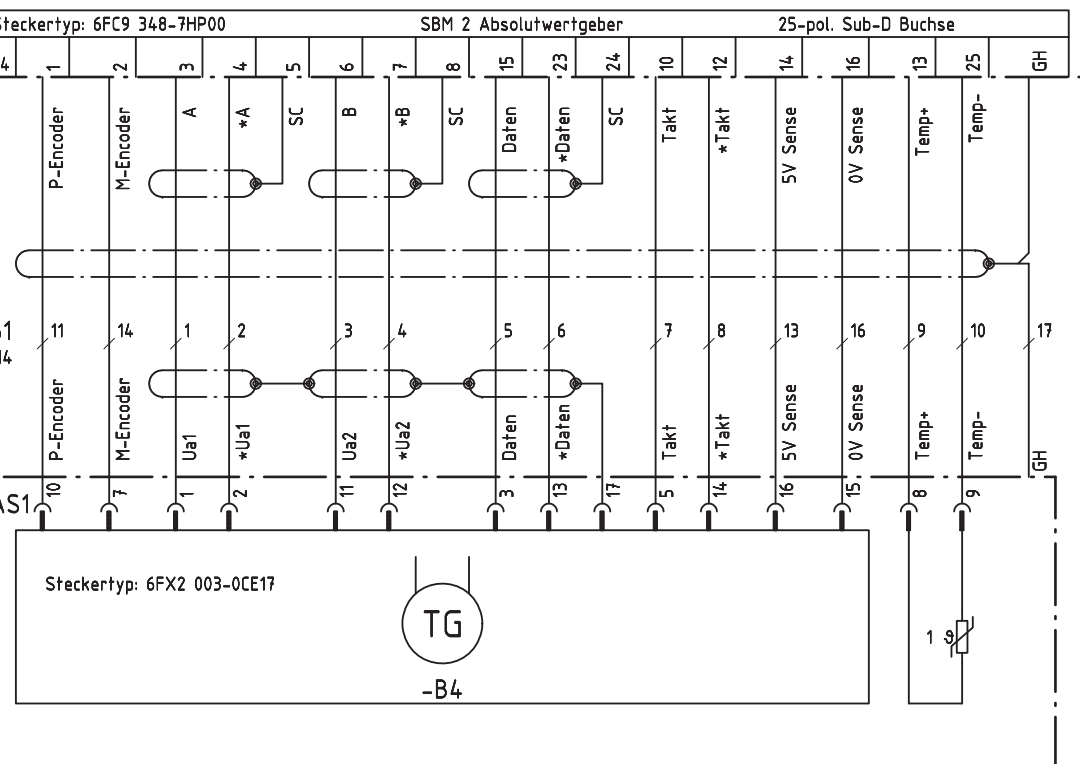 Steckertyp: 6FC9 348-7HP00 SBM 2 Absolutwertgeber 25-pol. Sub-D Buchse
4 1 2 3 4 5 6 7 8 15 23 24 10 12 14 16 13 25 GH
P-Encoder M-Encoder A *A SC B *B SC Daten *Daten SC Takt *Takt 5V Sense 0V Sense Temp+ Temp-
11 14 1 2 3 4 5 6 7 8 13 16 9 10 17
P-Encoder M-Encoder Ua1 *Ua1 Ua2 *Ua2 Daten *Daten Takt *Takt 5V Sense 0V Sense Temp+ Temp- GH
AS1 10 7 1 2 11 12 3 13 17 5 14 16 15 8 9
Steckertyp: 6FX2 003-0CE17
TG
1 ϑ
-B4